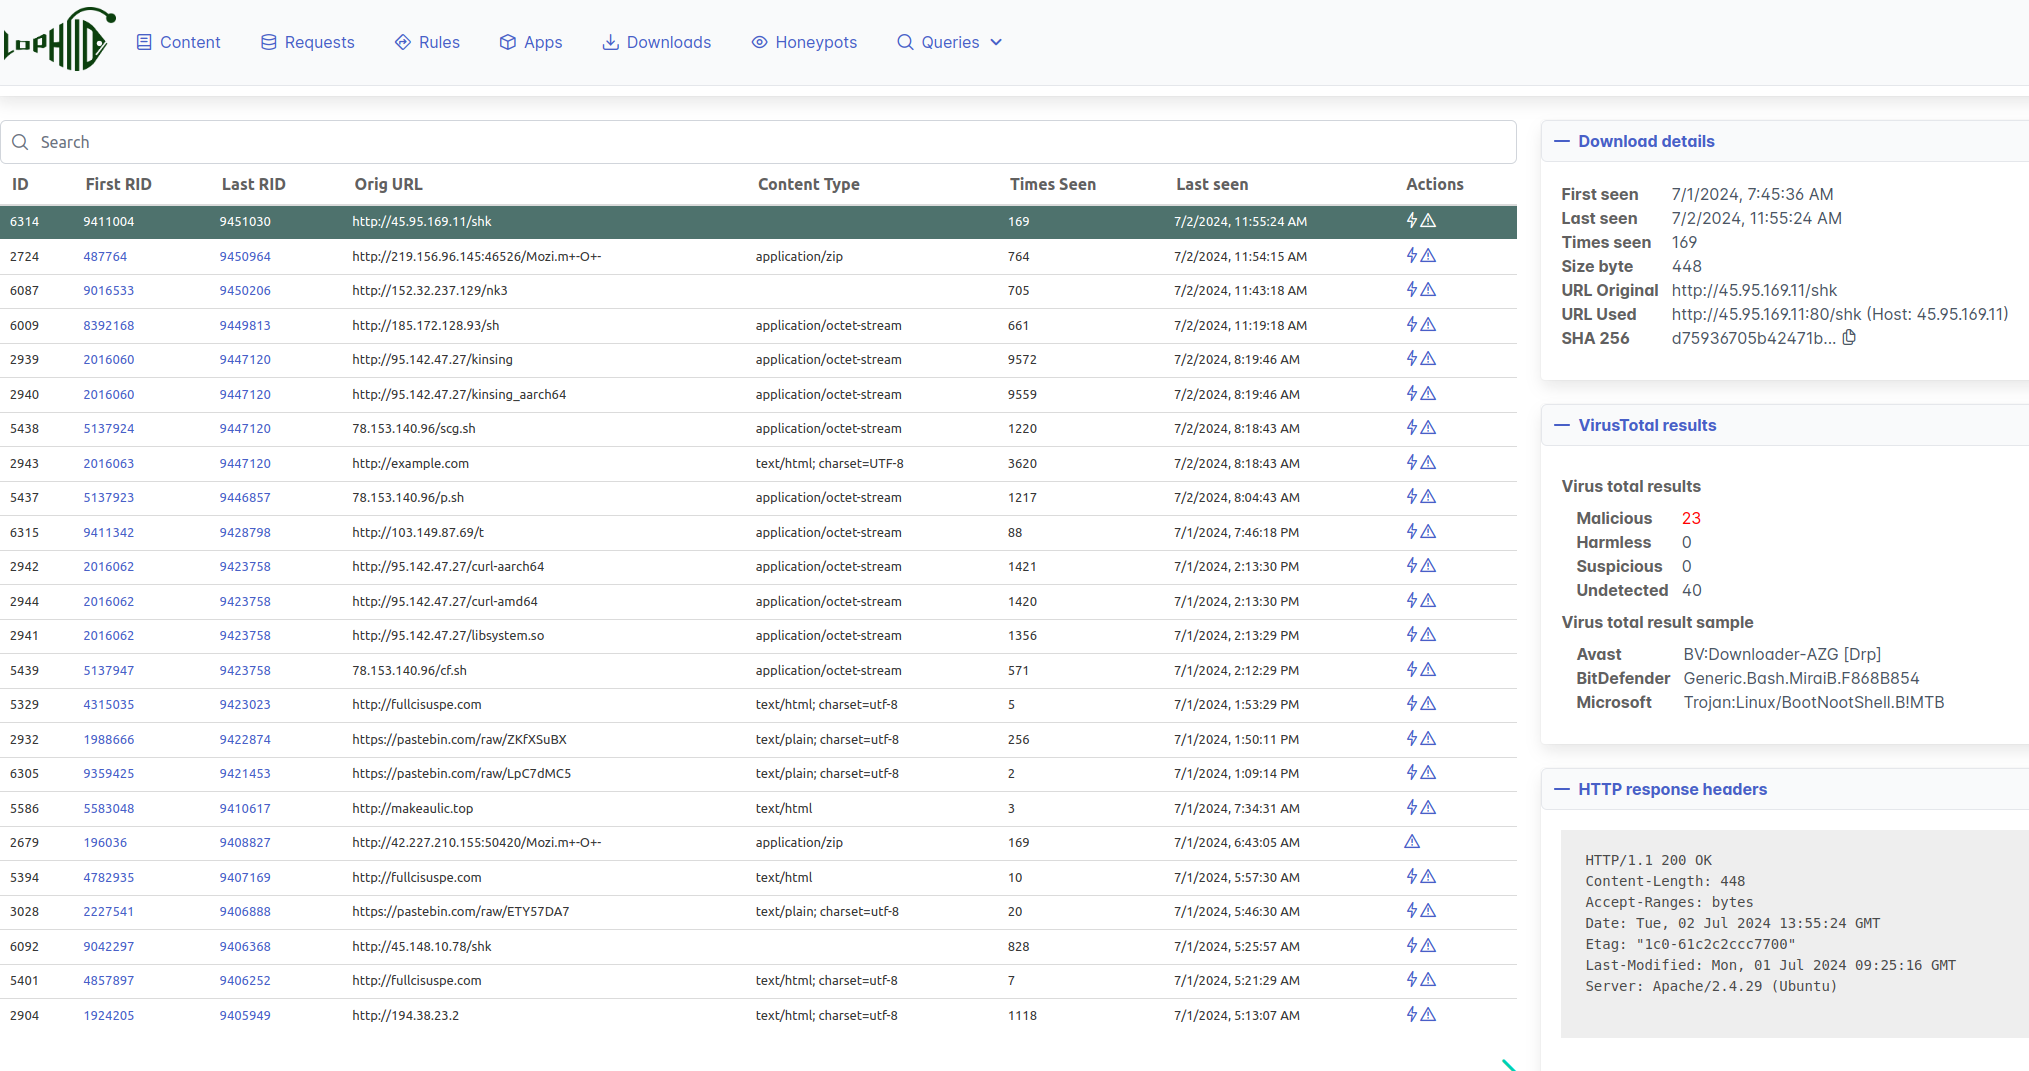 LopHIID
Content Requests Rules Apps Downloads Honeypots Queries
Search
ID First RID Last RID Orig URL Content Type Times Seen Last seen Actions
6314 9411004 9451030 http://45.95.169.11/shk 169 7/2/2024, 11:55:24 AM
2724 487764 9450964 http://219.156.96.145:46526/Mozi.m+-O+- application/zip 764 7/2/2024, 11:54:15 AM
6087 9016533 9450206 http://152.32.237.129/nk3 705 7/2/2024, 11:43:18 AM
6009 8392168 9449813 http://185.172.128.93/sh application/octet-stream 661 7/2/2024, 11:19:18 AM
2939 2016060 9447120 http://95.142.47.27/kinsing application/octet-stream 9572 7/2/2024, 8:19:46 AM
2940 2016060 9447120 http://95.142.47.27/kinsing_aarch64 application/octet-stream 9559 7/2/2024, 8:19:46 AM
5438 5137924 9447120 78.153.140.96/scg.sh application/octet-stream 1220 7/2/2024, 8:18:43 AM
2943 2016063 9447120 http://example.com text/html; charset=UTF-8 3620 7/2/2024, 8:18:43 AM
5437 5137923 9446857 78.153.140.96/p.sh application/octet-stream 1217 7/2/2024, 8:04:43 AM
6315 9411342 9428798 http://103.149.87.69/t application/octet-stream 88 7/1/2024, 7:46:18 PM
2942 2016062 9423758 http://95.142.47.27/curl-aarch64 application/octet-stream 1421 7/1/2024, 2:13:30 PM
2944 2016062 9423758 http://95.142.47.27/curl-amd64 application/octet-stream 1420 7/1/2024, 2:13:30 PM
2941 2016062 9423758 http://95.142.47.27/libsystem.so application/octet-stream 1356 7/1/2024, 2:13:29 PM
5439 5137947 9423758 78.153.140.96/cf.sh application/octet-stream 571 7/1/2024, 2:12:29 PM
5329 4315035 9423023 http://fullcisuspe.com text/html; charset=utf-8 5 7/1/2024, 1:53:29 PM
2932 1988666 9422874 https://pastebin.com/raw/ZKfXSuBX text/plain; charset=utf-8 256 7/1/2024, 1:50:11 PM
6305 9359425 9421453 https://pastebin.com/raw/LpC7dMC5 text/plain; charset=utf-8 2 7/1/2024, 1:09:14 PM
5586 5583048 9410617 http://makeaulic.top text/html 3 7/1/2024, 7:34:31 AM
2679 196036 9408827 http://42.227.210.155:50420/Mozi.m+-O+- application/zip 169 7/1/2024, 6:43:05 AM
5394 4782935 9407169 http://fullcisuspe.com text/html 10 7/1/2024, 5:57:30 AM
3028 2227541 9406888 https://pastebin.com/raw/ETY57DA7 text/plain; charset=utf-8 20 7/1/2024, 5:46:30 AM
6092 9042297 9406368 http://45.148.10.78/shk 828 7/1/2024, 5:25:57 AM
5401 4857897 9406252 http://fullcisuspe.com text/html; charset=utf-8 7 7/1/2024, 5:21:29 AM
2904 1924205 9405949 http://194.38.23.2 text/html; charset=utf-8 1118 7/1/2024, 5:13:07 AM
Download details
First seen 7/1/2024, 7:45:36 AM
Last seen 7/2/2024, 11:55:24 AM
Times seen 169
Size byte 448
URL Original http://45.95.169.11/shk
URL Used http://45.95.169.11:80/shk (Host: 45.95.169.11)
SHA 256 d75936705b42471b...
VirusTotal results
Virus total results
Malicious 23
Harmless 0
Suspicious 0
Undetected 40
Virus total result sample
Avast BV:Downloader-AZG [Drp]
BitDefender Generic.Bash.MiraiB.F868B854
Microsoft Trojan:Linux/BootNootShell.B!MTB
HTTP response headers
HTTP/1.1 200 OK
Content-Length: 448
Accept-Ranges: bytes
Date: Tue, 02 Jul 2024 13:55:24 GMT
Etag: "1c0-61c2c2ccc7700"
Last-Modified: Mon, 01 Jul 2024 09:25:16 GMT
Server: Apache/2.4.29 (Ubuntu)